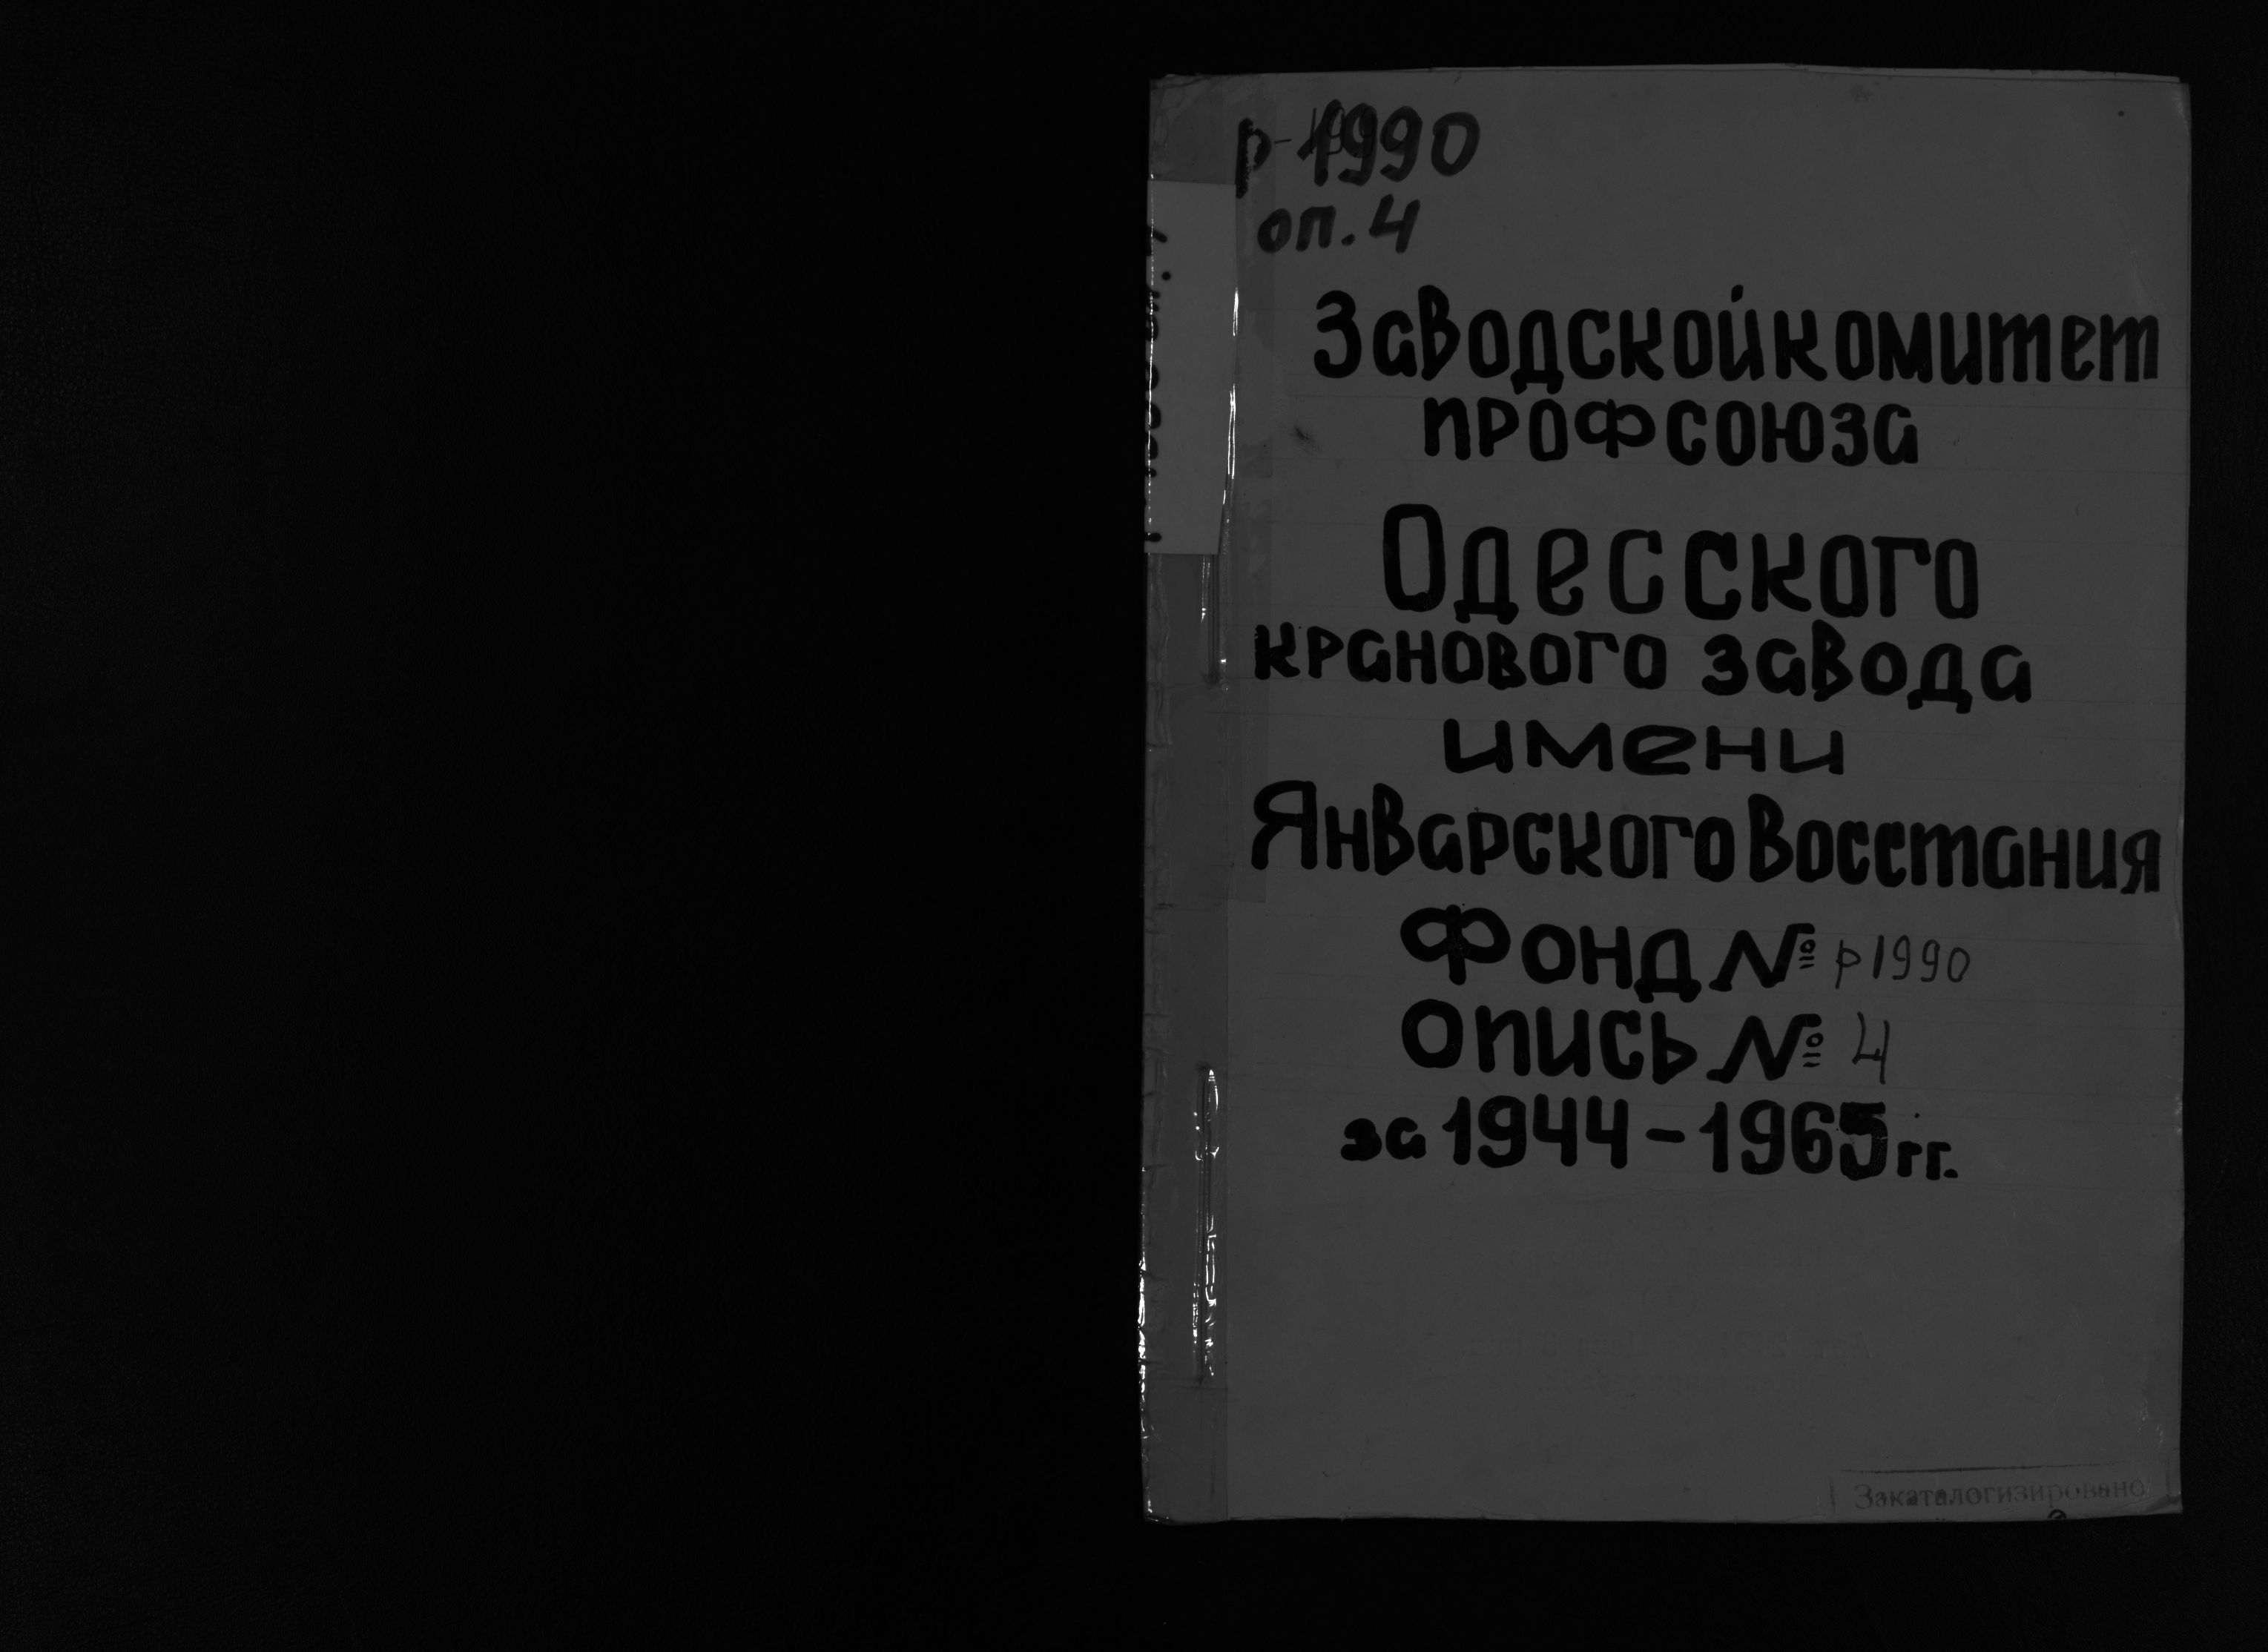 р-1990
оп. 4
Заводской комитет
профсоюза
Одесского
кранового завода
имени
Январского Восстания
Фонд № р1990
Опись № 4
за 1944-1965 гг.
Закаталогизировано